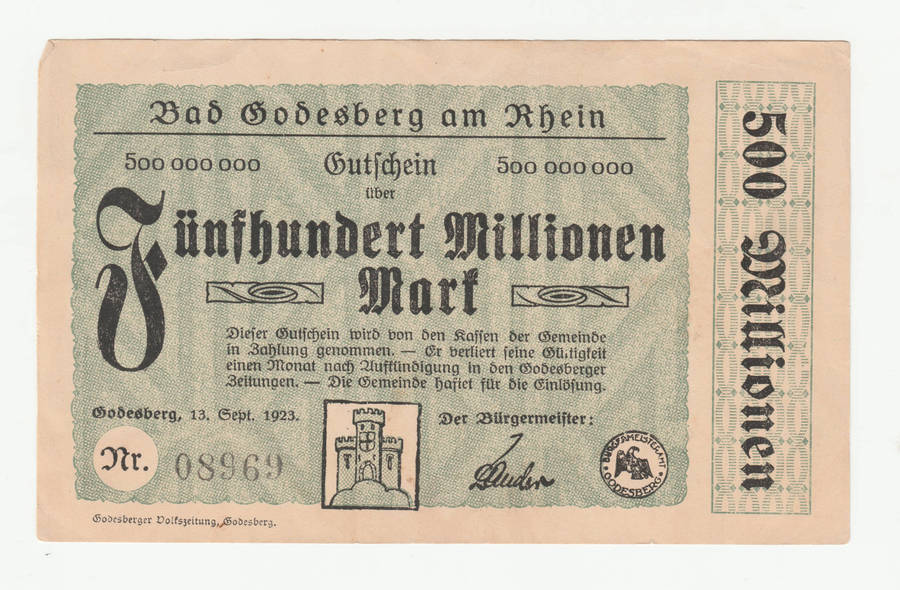 Bad Godesberg am Rhein
500 000 000 Gutschein 500 000 000
über
Fünfhundert Millionen
Mark
Dieser Gutschein wird von den Kassen der Gemeinde
in Zahlung genommen. — Er verliert seine Gültigkeit
einen Monat nach Aufkündigung in den Godesberger
Zeitungen. — Die Gemeinde haftet für die Einlösung.
Godesberg, 13. Sept. 1923.
Der Bürgermeister:
Nr. 08969
BÜRGERMEISTERAMT
GODESBERG
Godesberger Volkszeitung, Godesberg.
500 Millionen